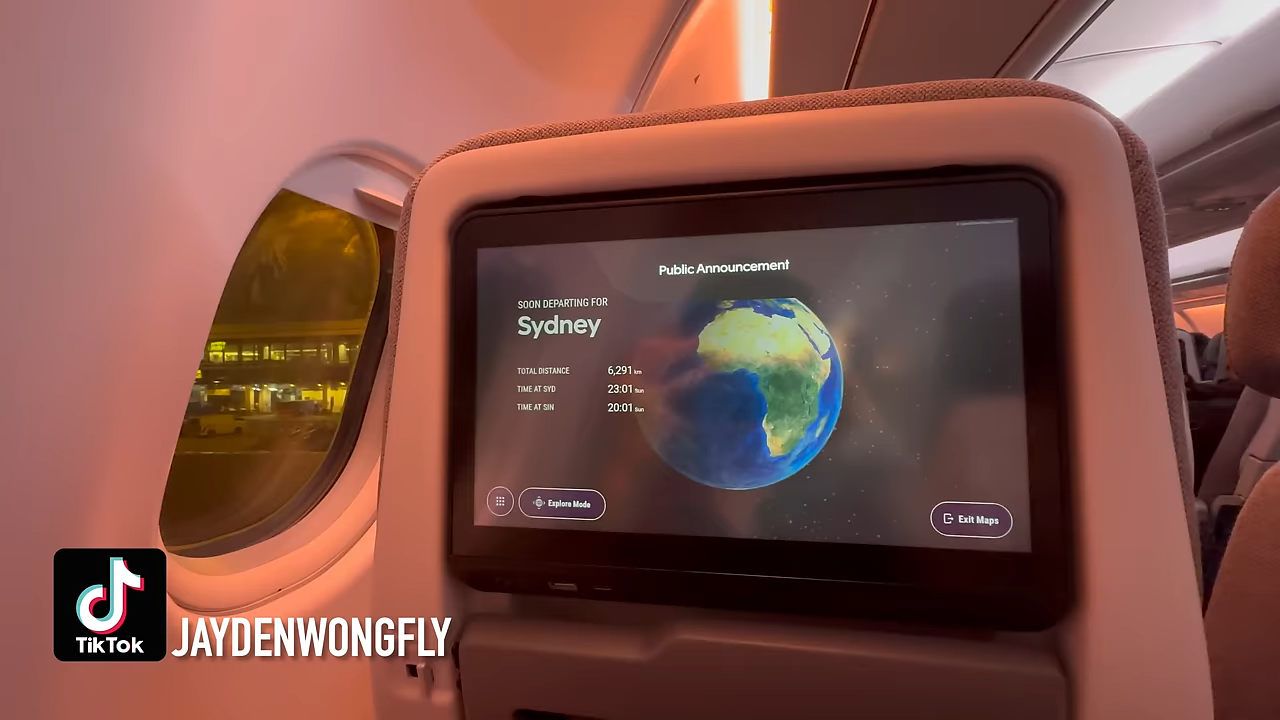 Public Announcement
SOON DEPARTING FOR
Sydney
TOTAL DISTANCE 6,291 km
TIME AT SYD 23:01 Sun
TIME AT SIN 20:01 Sun
Explore Mode
Exit Maps
TikTok
JAYDENWONGFLY